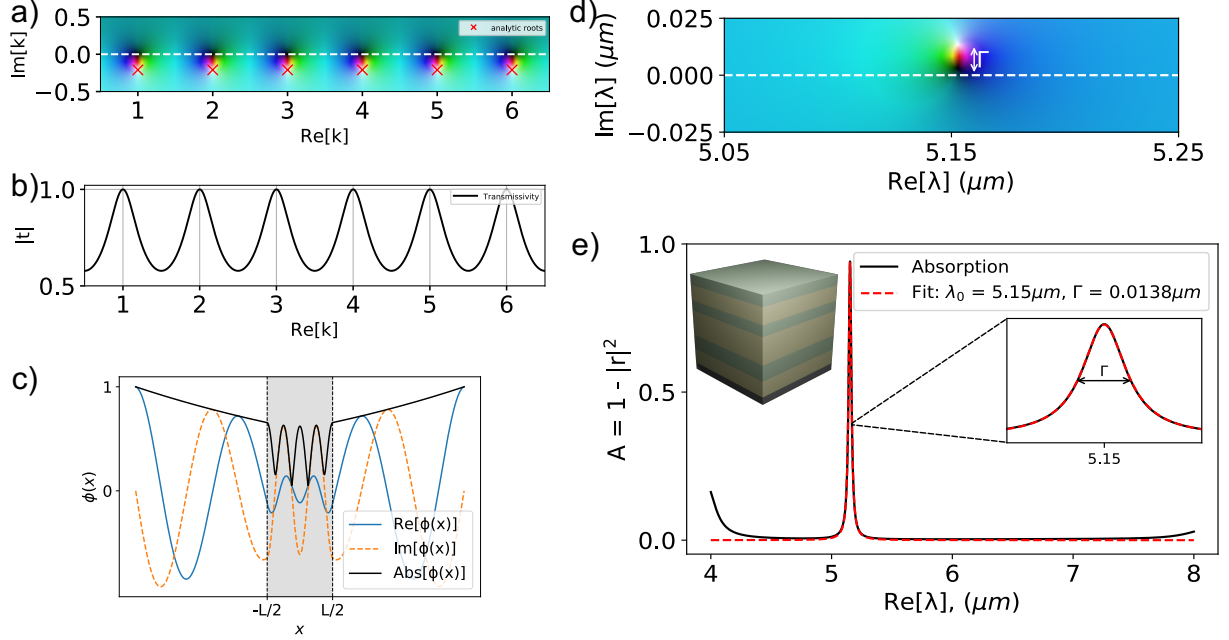 a)
Im[k]
0.5
0.0
−0.5
× analytic roots
1 2 3 4 5 6
Re[k]
b)
|t|
1.0
0.5
Transmissivity
1 2 3 4 5 6
Re[k]
c)
ϕ(x)
1
0
Re[ϕ(x)]
Im[ϕ(x)]
Abs[ϕ(x)]
-L/2 L/2
x
d)
Im[λ] (μm)
0.025
0.000
−0.025
Γ
5.05 5.15 5.25
Re[λ] (μm)
e)
A = 1 - |r|²
1.0
0.5
0.0
Absorption
Fit: λ₀ = 5.15μm, Γ = 0.0138μm
Γ
5.15
4 5 6 7 8
Re[λ], (μm)